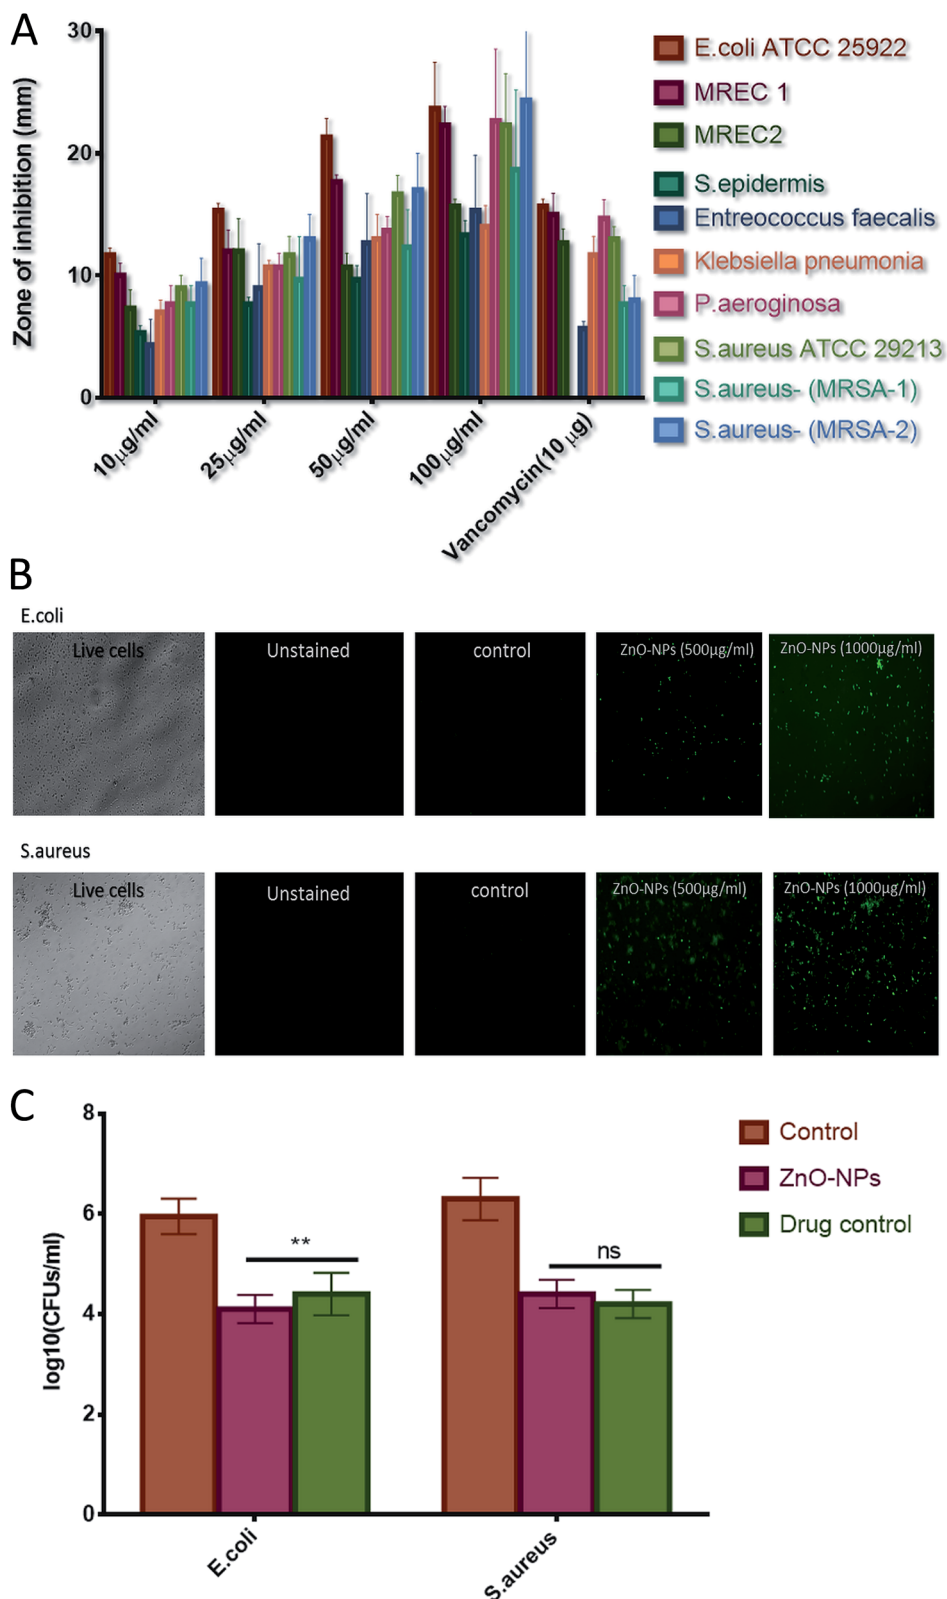 A
Zone of inhibition (mm)
30
20
10
0
10µg/ml
25µg/ml
50µg/ml
100µg/ml
Vancomycin(10 µg)
E.coli ATCC 25922
MREC 1
MREC2
S.epidermis
Entreococcus faecalis
Klebsiella pneumonia
P.aeroginosa
S.aureus ATCC 29213
S.aureus- (MRSA-1)
S.aureus- (MRSA-2)
B
E.coli
Live cells
Unstained
control
ZnO-NPs (500µg/ml)
ZnO-NPs (1000µg/ml)
S.aureus
Live cells
Unstained
control
ZnO-NPs (500µg/ml)
ZnO-NPs (1000µg/ml)
C
log10(CFUs/ml)
8
6
4
2
0
**
ns
E.coli
S.aureus
Control
ZnO-NPs
Drug control